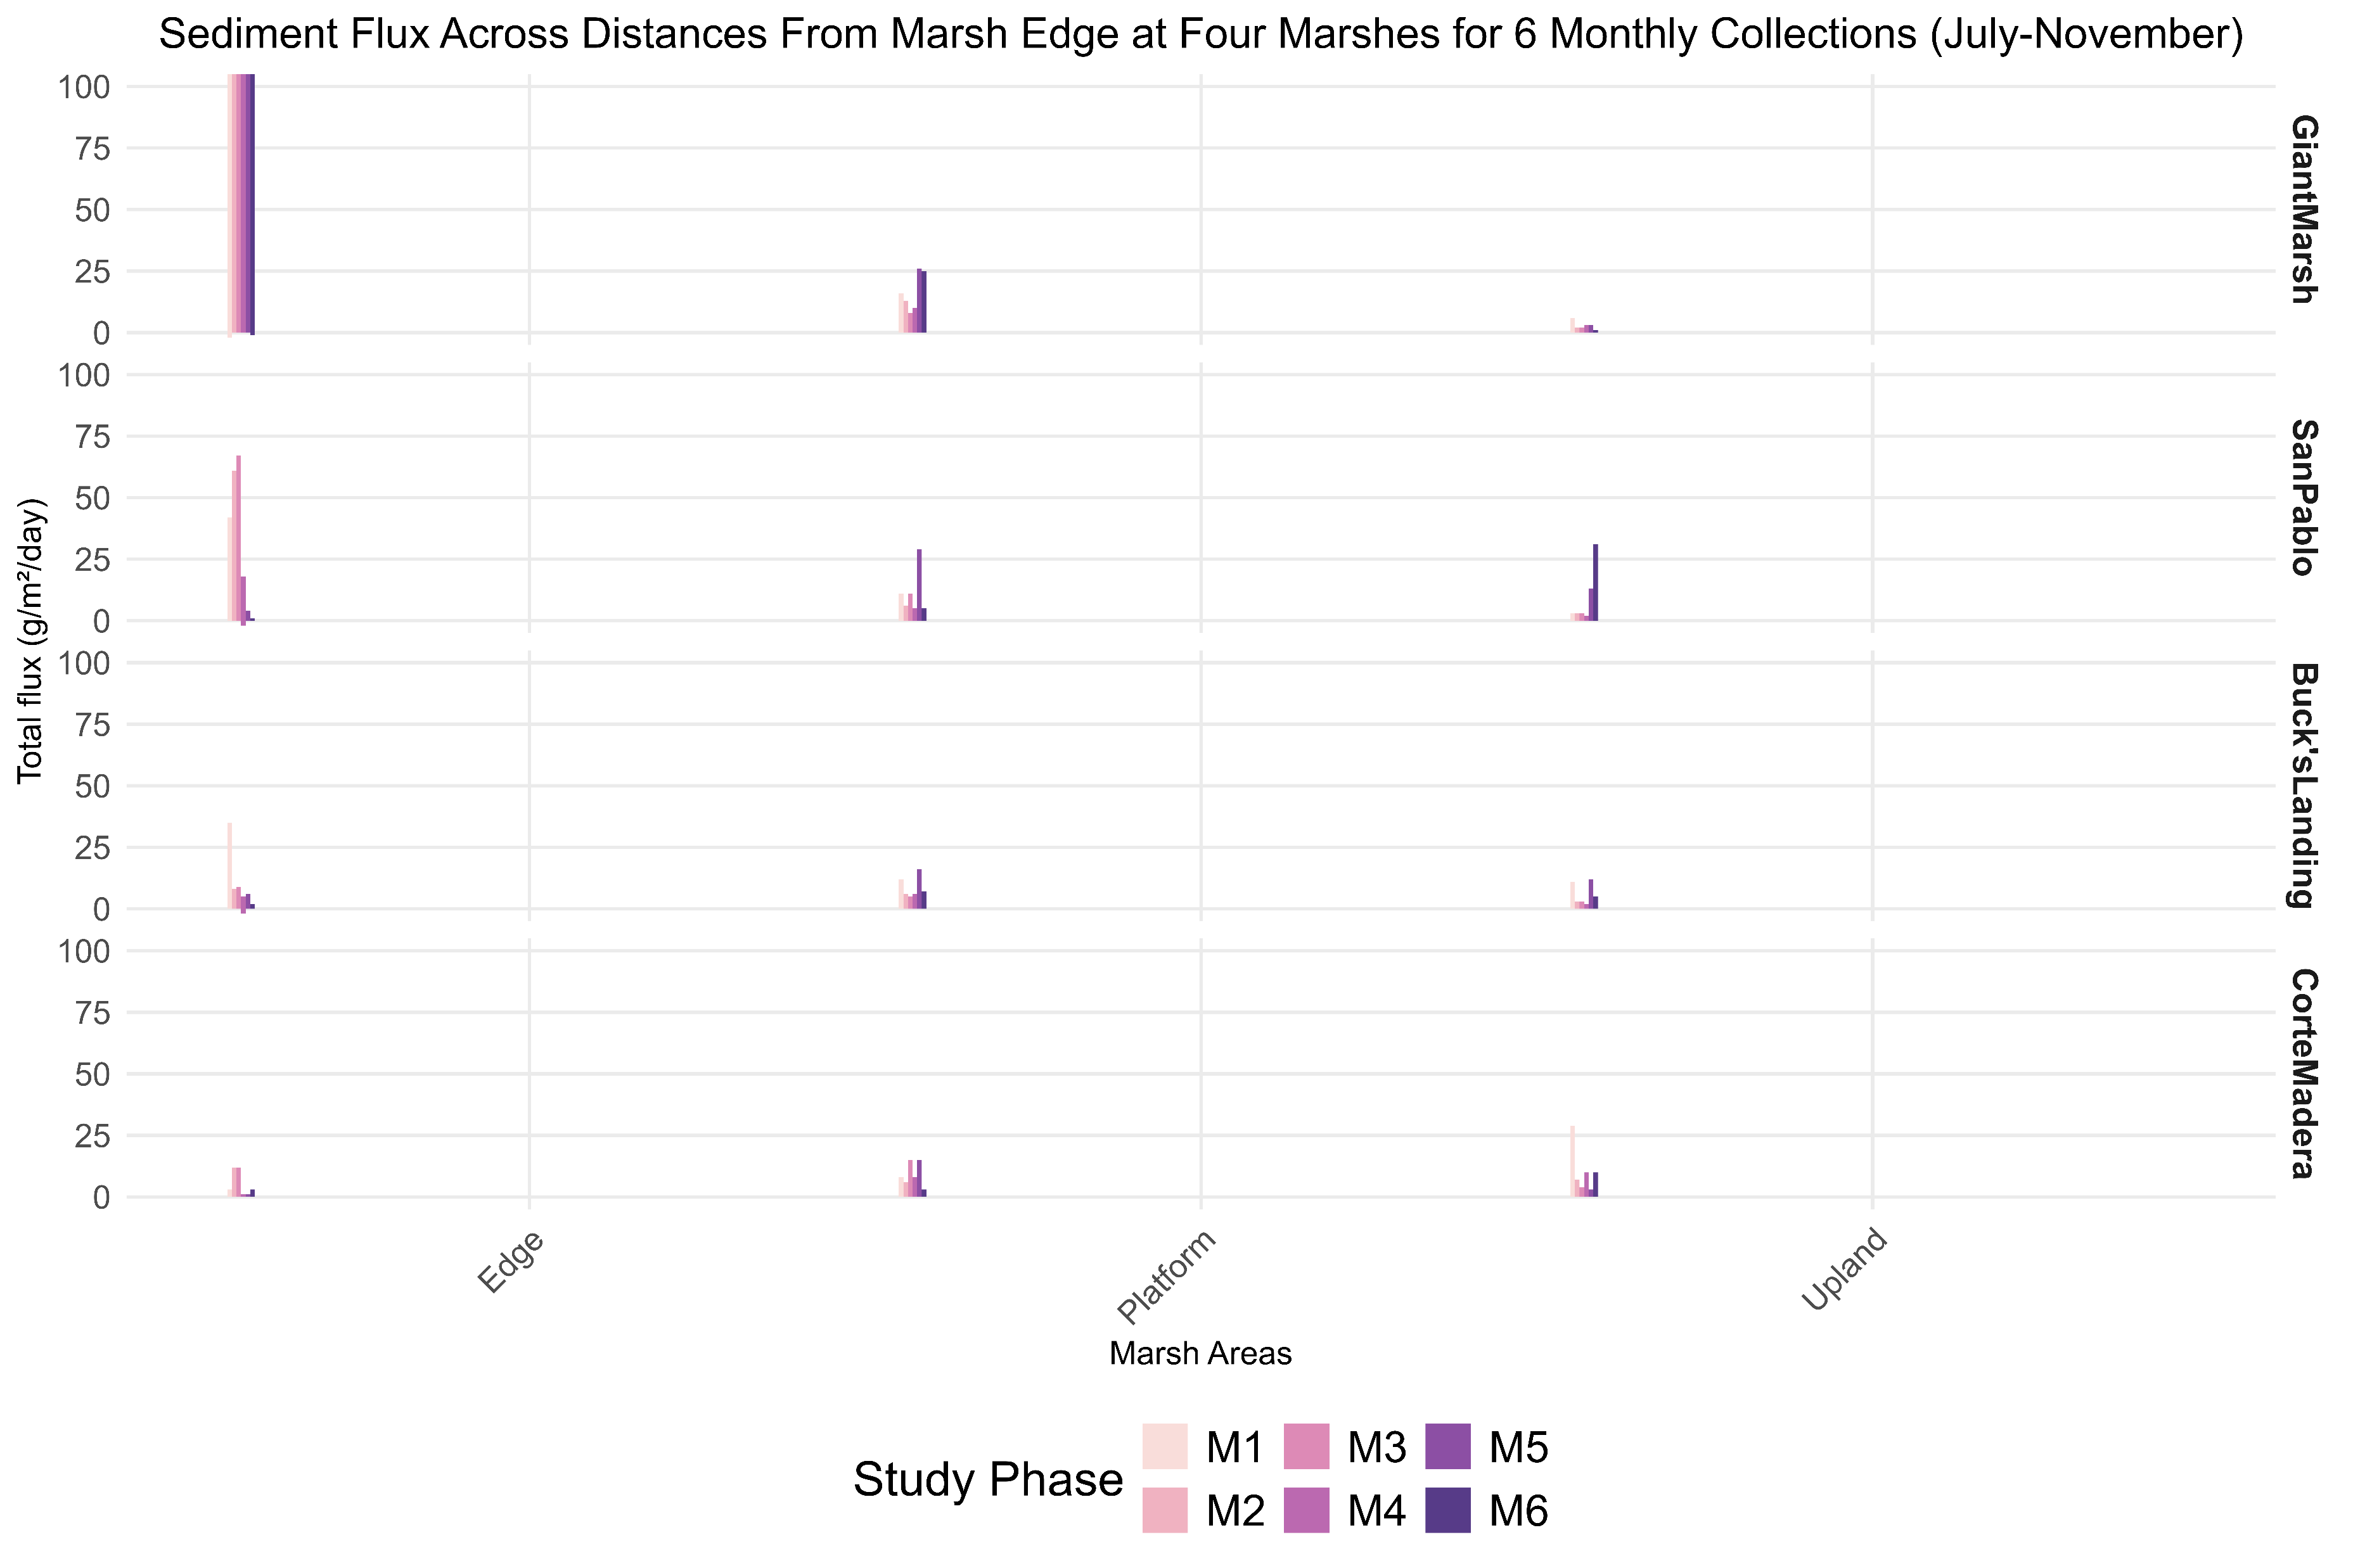 Sediment Flux Across Distances From Marsh Edge at Four Marshes for 6 Monthly Collections (July-November)
Total flux (g/m²/day)
100
75
50
25
0
GiantMarsh
100
75
50
25
0
SanPablo
100
75
50
25
0
Buck'sLanding
100
75
50
25
0
CorteMadera
Edge
Platform
Upland
Marsh Areas
Study Phase
M1
M3
M5
M2
M4
M6